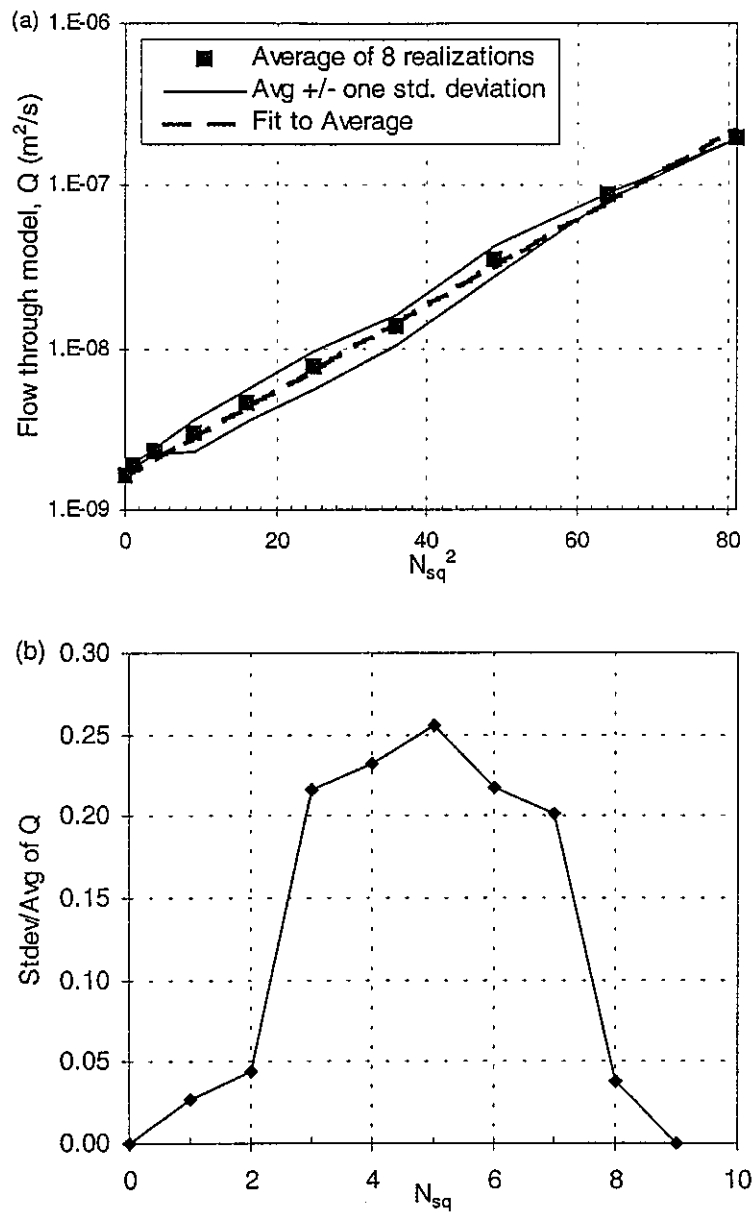 (a)
1.E-06
1.E-07
1.E-08
1.E-09
Flow through model, Q (m²/s)
Average of 8 realizations
Avg +/- one std. deviation
Fit to Average
0 20 40 60 80
N_sq²
(b)
0.30
0.25
0.20
0.15
0.10
0.05
0.00
Stdev/Avg of Q
0 2 4 6 8 10
N_sq